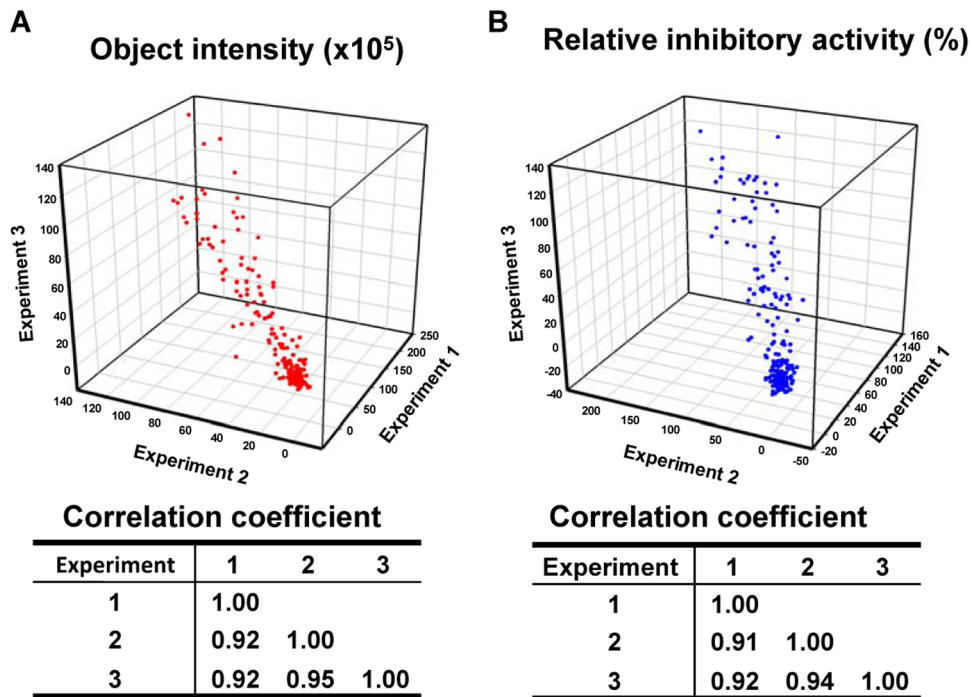 A
Object intensity (x10⁵)
140
120
100
80
60
40
20
0
Experiment 3
140
120
100
80
60
40
20
0
Experiment 2
0
50
100
150
200
250
Experiment 1
Correlation coefficient
Experiment 1 2 3
1 1.00
2 0.92 1.00
3 0.92 0.95 1.00
B
Relative inhibitory activity (%)
140
120
100
80
60
40
20
0
-20
-40
Experiment 3
200
150
100
50
0
-50
Experiment 2
-20
0
20
40
60
80
100
120
140
160
Experiment 1
Correlation coefficient
Experiment 1 2 3
1 1.00
2 0.91 1.00
3 0.92 0.94 1.00